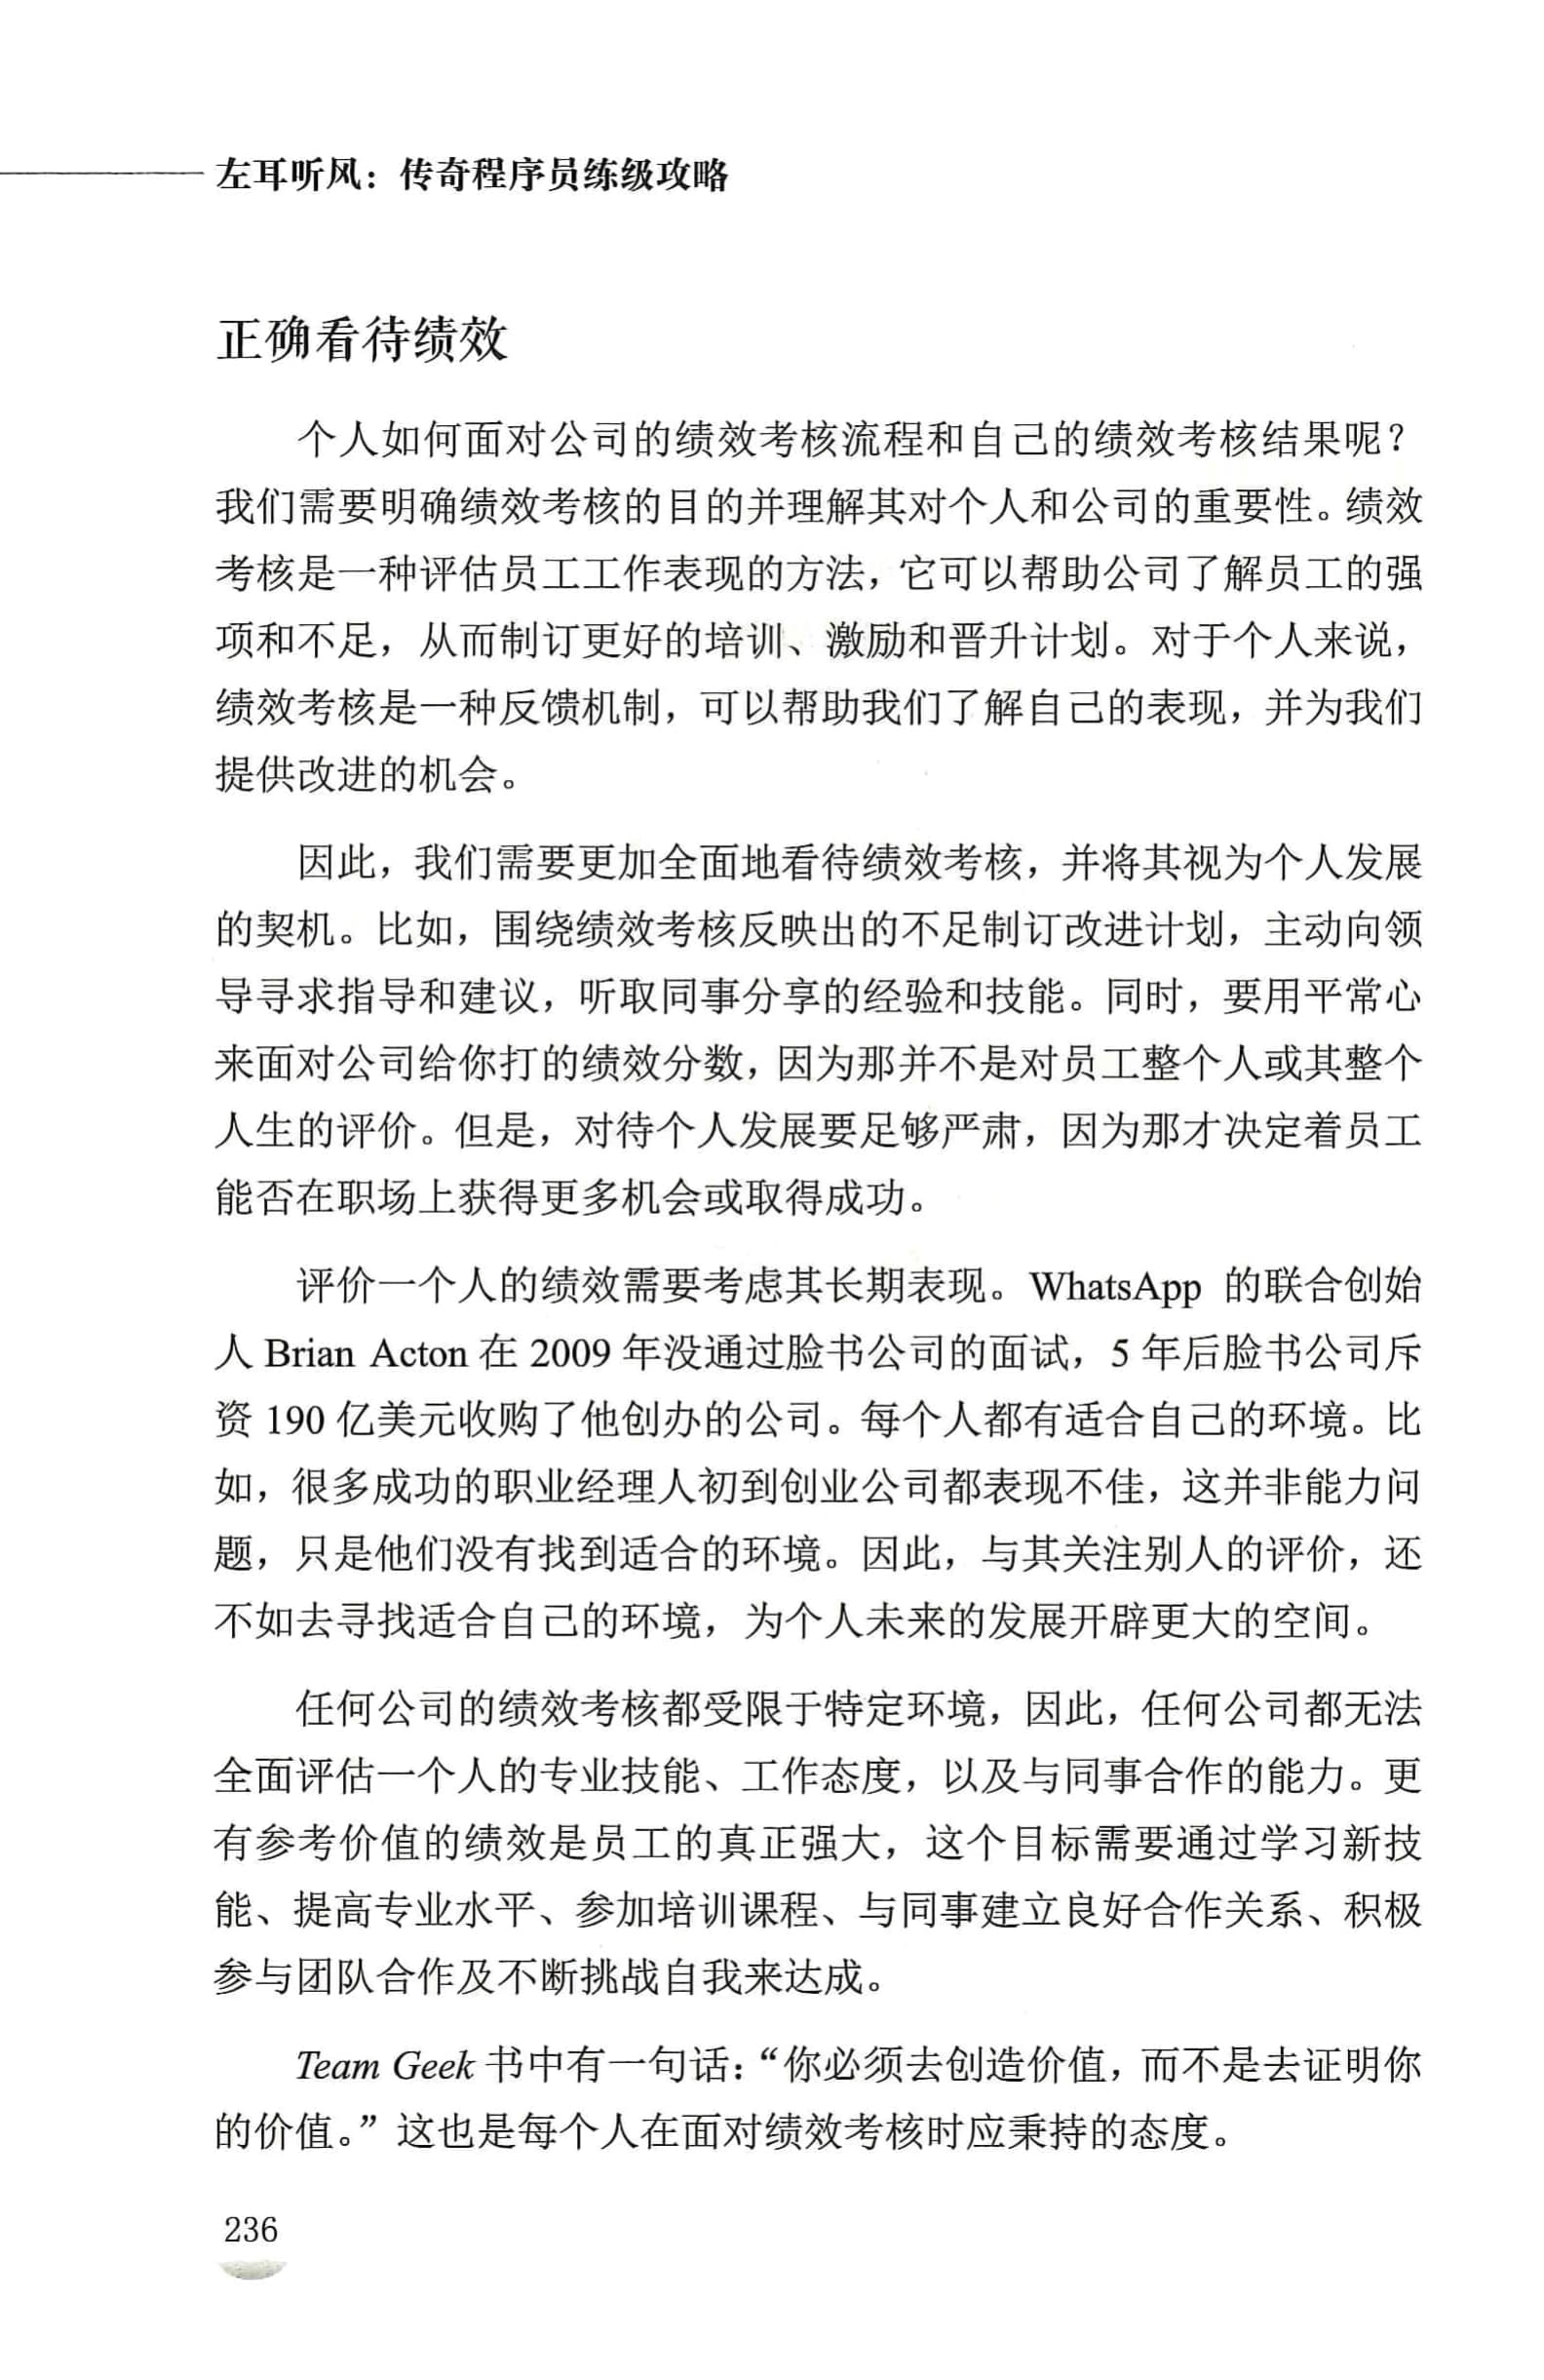 左耳听风：传奇程序员练级攻略
正确看待绩效
个人如何面对公司的绩效考核流程和自己的绩效考核结果呢？
我们需要明确绩效考核的目的并理解其对个人和公司的重要性。绩效
考核是一种评估员工工作表现的方法，它可以帮助公司了解员工的强
项和不足，从而制订更好的培训、激励和晋升计划。对于个人来说，
绩效考核是一种反馈机制，可以帮助我们了解自己的表现，并为我们
提供改进的机会。
因此，我们需要更加全面地看待绩效考核，并将其视为个人发展
的契机。比如，围绕绩效考核反映出的不足制订改进计划，主动向领
导寻求指导和建议，听取同事分享的经验和技能。同时，要用平常心
来面对公司给你打的绩效分数，因为那并不是对员工整个人或其整个
人生的评价。但是，对待个人发展要足够严肃，因为那才决定着员工
能否在职场上获得更多机会或取得成功。
评价一个人的绩效需要考虑其长期表现。WhatsApp 的联合创始
人 Brian Acton 在 2009 年没通过脸书公司的面试，5 年后脸书公司斥
资 190 亿美元收购了他创办的公司。每个人都有适合自己的环境。比
如，很多成功的职业经理人初到创业公司都表现不佳，这并非能力问
题，只是他们没有找到适合的环境。因此，与其关注别人的评价，还
不如去寻找适合自己的环境，为个人未来的发展开辟更大的空间。
任何公司的绩效考核都受限于特定环境，因此，任何公司都无法
全面评估一个人的专业技能、工作态度，以及与同事合作的能力。更
有参考价值的绩效是员工的真正强大，这个目标需要通过学习新技
能、提高专业水平、参加培训课程、与同事建立良好合作关系、积极
参与团队合作及不断挑战自我来达成。
Team Geek 书中有一句话：“你必须去创造价值，而不是去证明你
的价值。”这也是每个人在面对绩效考核时应秉持的态度。
236